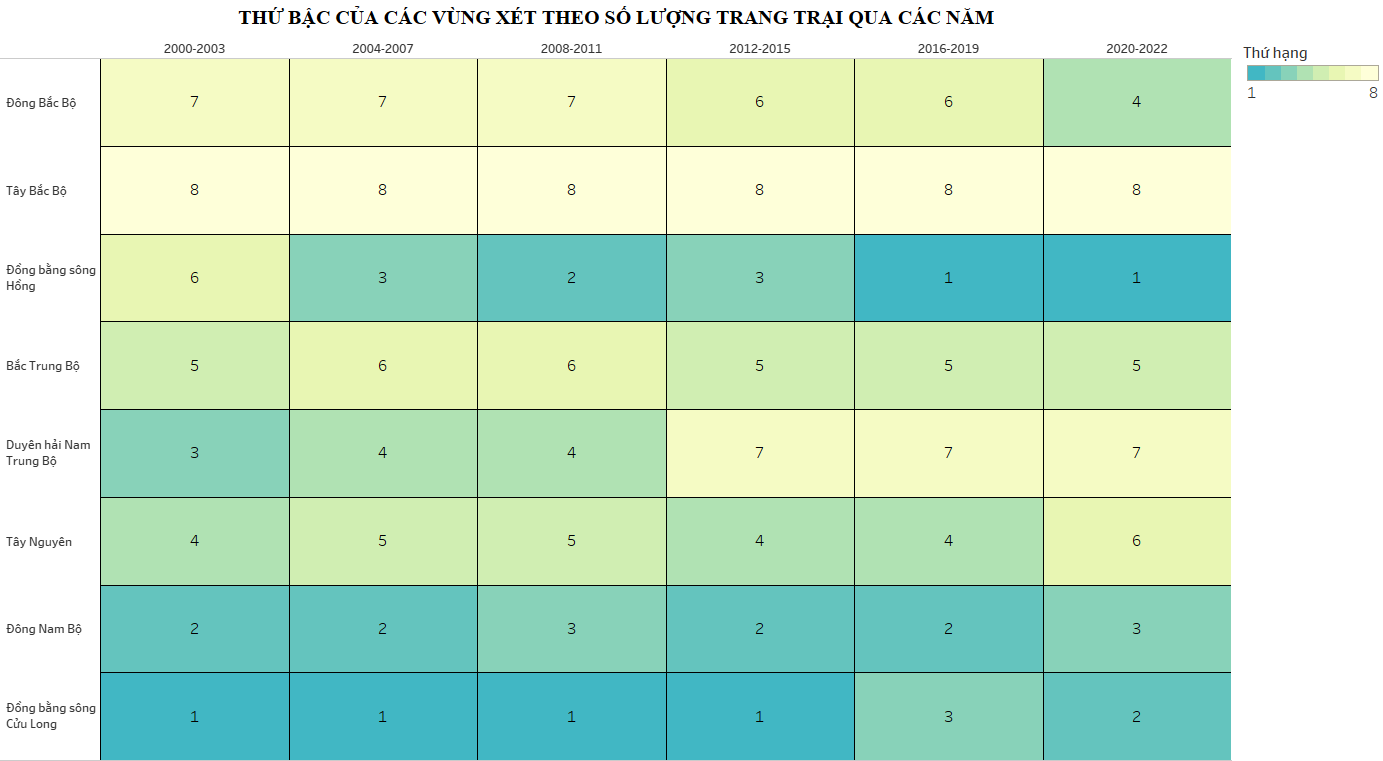 THỨ BẬC CỦA CÁC VÙNG XÉT THEO SỐ LƯỢNG TRANG TRẠI QUA CÁC NĂM
2000-2003 2004-2007 2008-2011 2012-2015 2016-2019 2020-2022
Thứ hạng
1 8
Đông Bắc Bộ 7 7 7 6 6 4
Tây Bắc Bộ 8 8 8 8 8 8
Đồng bằng sông
Hồng 6 3 2 3 1 1
Bắc Trung Bộ 5 6 6 5 5 5
Duyên hải Nam
Trung Bộ 3 4 4 7 7 7
Tây Nguyên 4 5 5 4 4 6
Đông Nam Bộ 2 2 3 2 2 3
Đồng bằng sông
Cửu Long 1 1 1 1 3 2